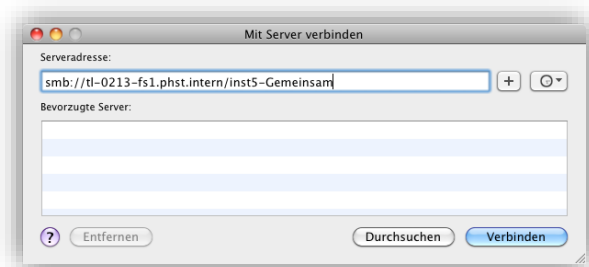 Mit Server verbinden
Serveradresse:
smb://tl-0213-fs1.phst.intern/inst5-Gemeinsam
+
Bevorzugte Server:
? Entfernen Durchsuchen Verbinden